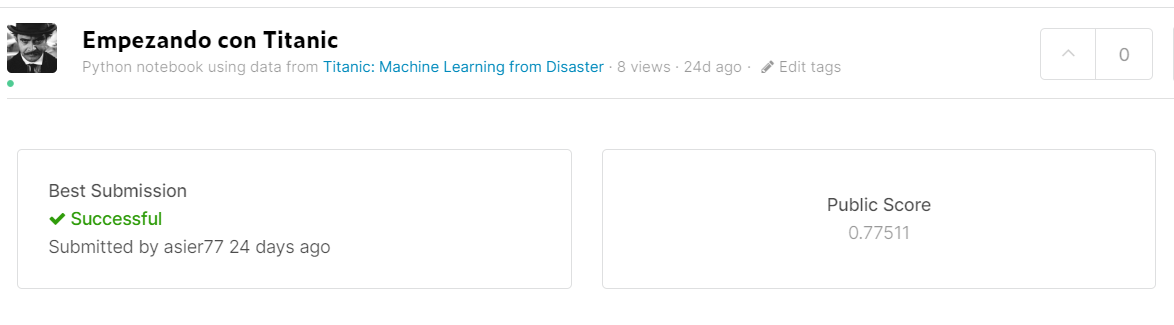 Empezando con Titanic
Python notebook using data from Titanic: Machine Learning from Disaster · 8 views · 24d ago · Edit tags
0
Best Submission
Successful
Submitted by asier77 24 days ago
Public Score
0.77511